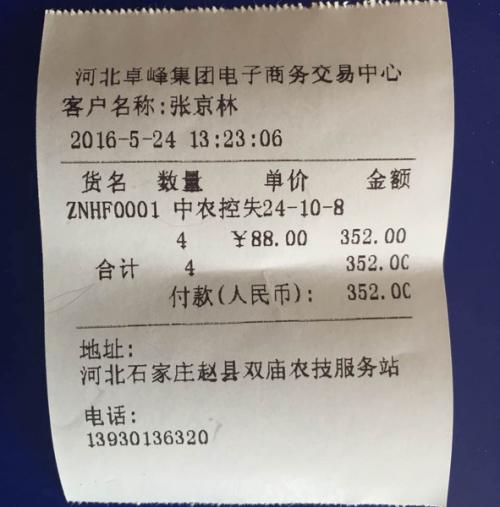 河北卓峰集团电子商务交易中心
客户名称:张京林
2016-5-24 13:23:06
货名 数量 单价 金额
ZNHF0001 中农控失24-10-8
4 ¥88.00 352.00
合计 4 352.00
付款(人民币): 352.00
地址:
河北石家庄赵县双庙农技服务站
电话:
13930136320